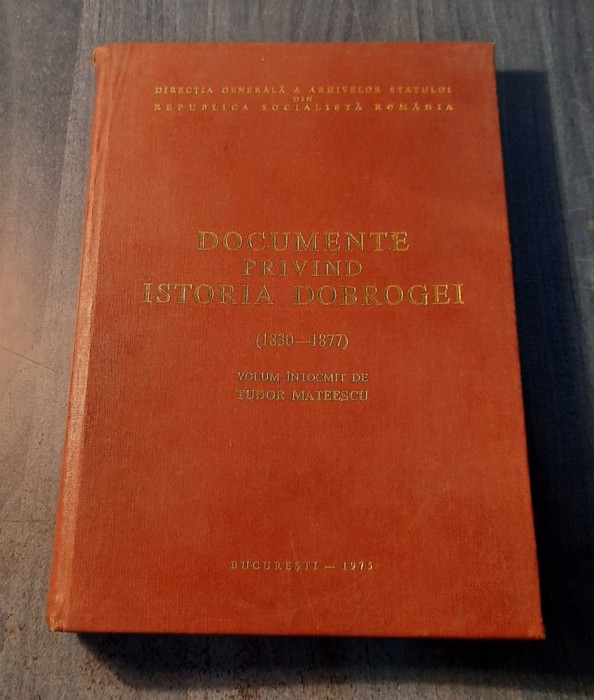 DIRECȚIA GENERALĂ A ARHIVELOR STATULUI
DIN
REPUBLICA SOCIALISTĂ ROMÂNIA
DOCUMENTE
PRIVIND
ISTORIA DOBROGEI
(1830—1877)
VOLUM ÎNTOCMIT DE
TUDOR MATEESCU
BUCUREȘTI — 1975